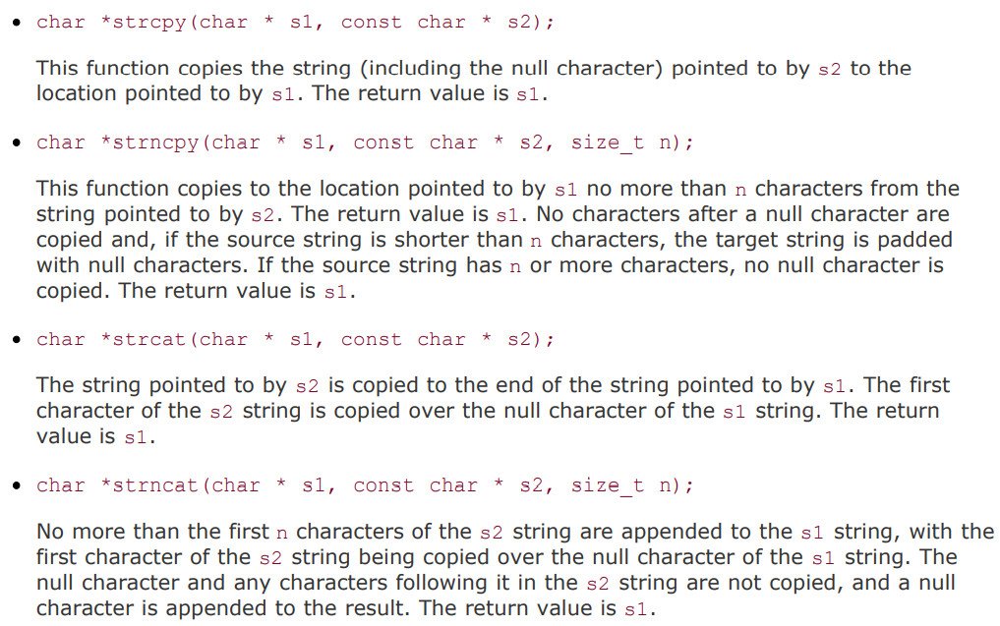 • char *strcpy(char * s1, const char * s2);
This function copies the string (including the null character) pointed to by s2 to the
location pointed to by s1. The return value is s1.
• char *strncpy(char * s1, const char * s2, size_t n);
This function copies to the location pointed to by s1 no more than n characters from the
string pointed to by s2. The return value is s1. No characters after a null character are
copied and, if the source string is shorter than n characters, the target string is padded
with null characters. If the source string has n or more characters, no null character is
copied. The return value is s1.
• char *strcat(char * s1, const char * s2);
The string pointed to by s2 is copied to the end of the string pointed to by s1. The first
character of the s2 string is copied over the null character of the s1 string. The return
value is s1.
• char *strncat(char * s1, const char * s2, size_t n);
No more than the first n characters of the s2 string are appended to the s1 string, with the
first character of the s2 string being copied over the null character of the s1 string. The
null character and any characters following it in the s2 string are not copied, and a null
character is appended to the result. The return value is s1.